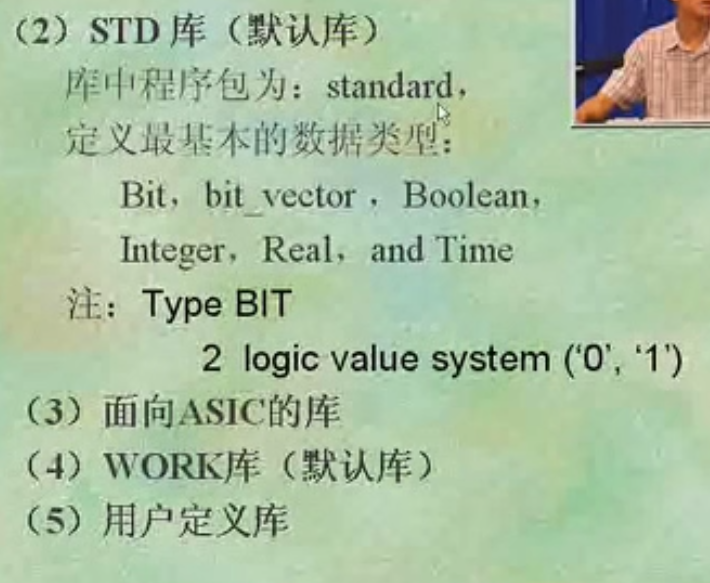 （2）STD 库（默认库）
库中程序包为：standard，
定义最基本的数据类型：
Bit，bit_vector ，Boolean，
Integer，Real，and Time
注：Type BIT
2 logic value system (‘0’, ‘1’)
（3）面向ASIC的库
（4）WORK库（默认库）
（5）用户定义库